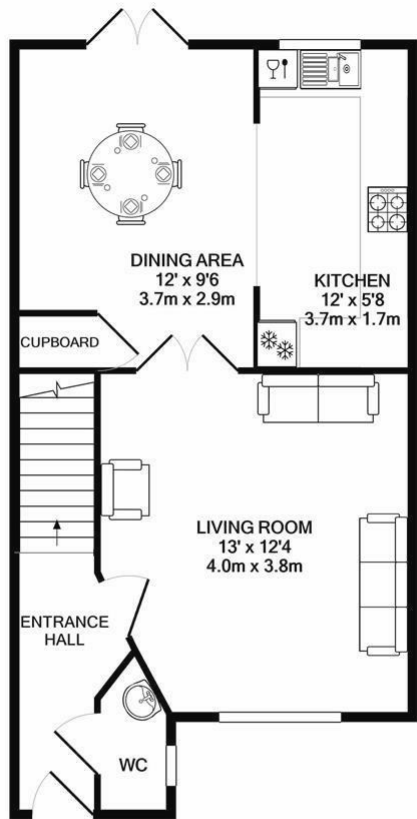 DINING AREA
12' x 9'6
3.7m x 2.9m
KITCHEN
12' x 5'8
3.7m x 1.7m
CUPBOARD
LIVING ROOM
13' x 12'4
4.0m x 3.8m
ENTRANCE
HALL
WC